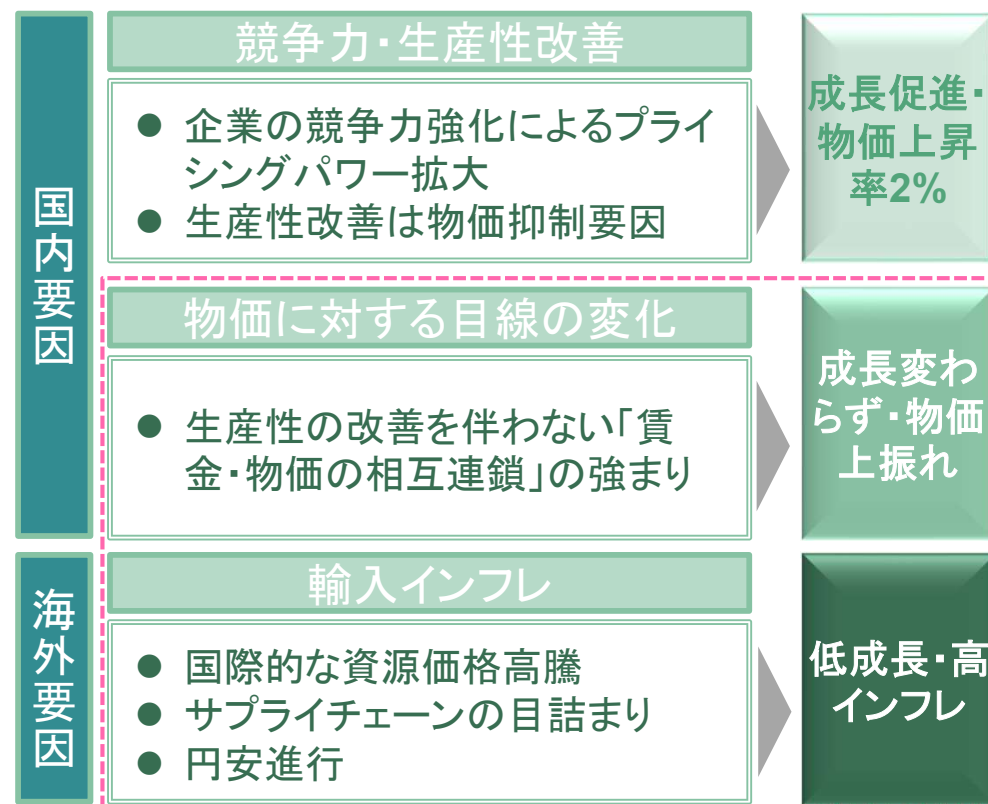 国内要因
競争力・生産性改善
● 企業の競争力強化によるプライ
シングパワー拡大
● 生産性改善は物価抑制要因
成長促進・
物価上昇
率2%
物価に対する目線の変化
● 生産性の改善を伴わない「賃
金・物価の相互連鎖」の強まり
成長変わ
らず・物価
上振れ
海外要因
輸入インフレ
● 国際的な資源価格高騰
● サプライチェーンの目詰まり
● 円安進行
低成長・高
インフレ